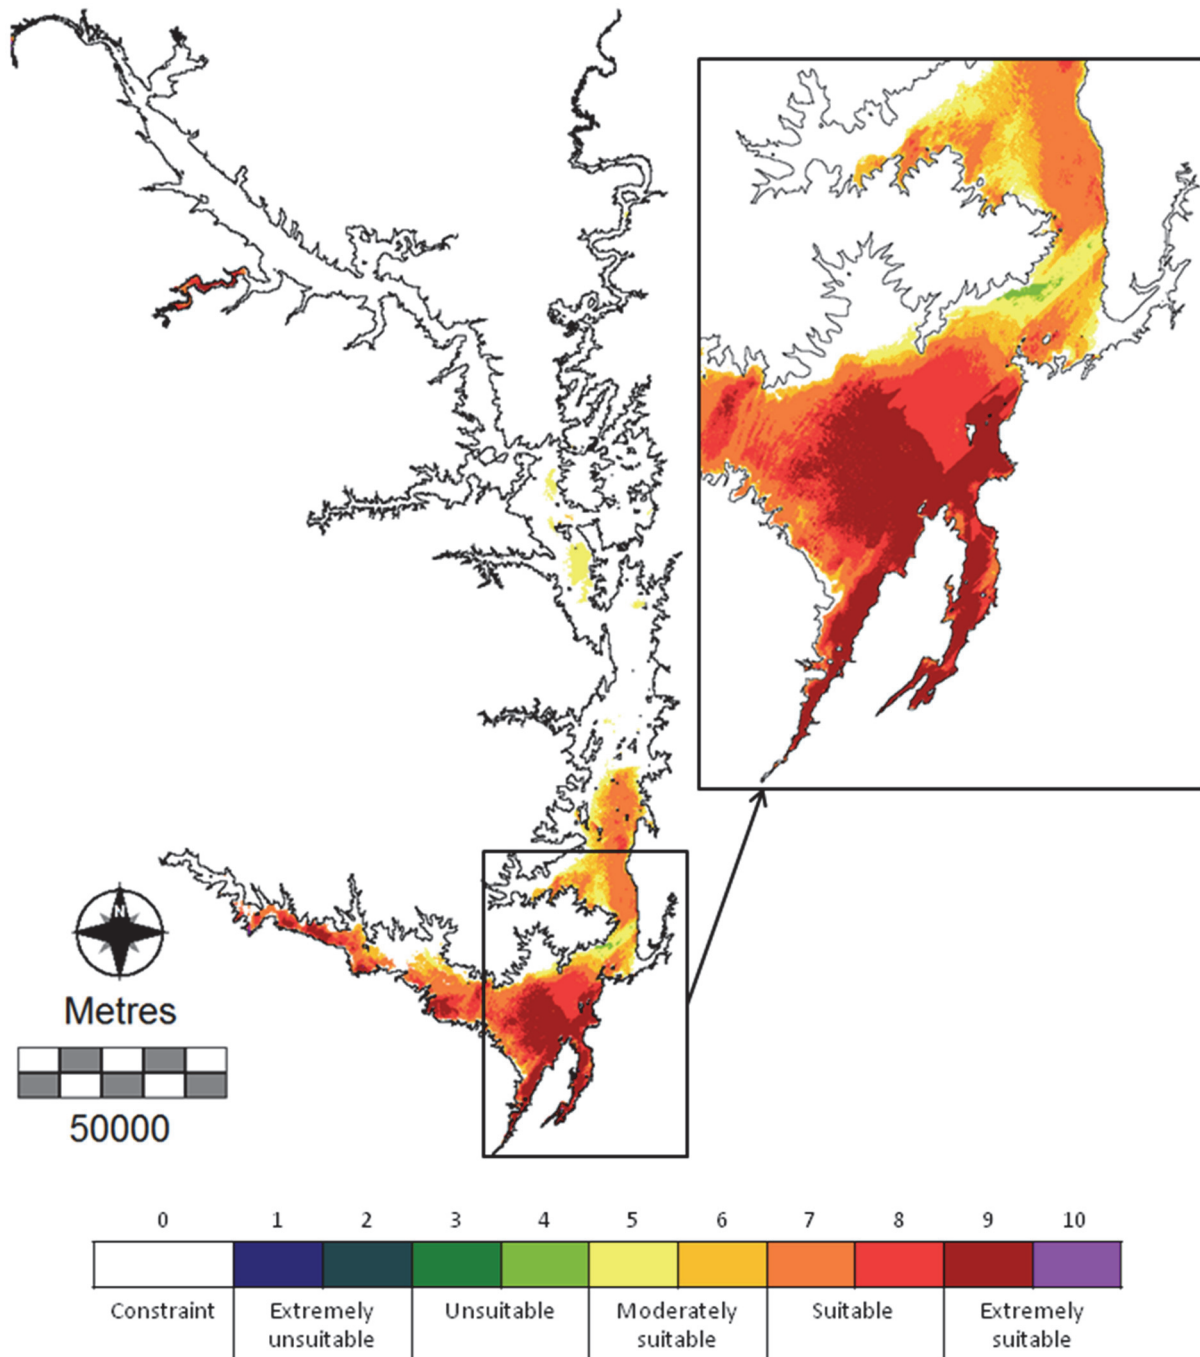 N
Metres
50000
0 1 2 3 4 5 6 7 8 9 10
Constraint Extremely unsuitable Unsuitable Moderately suitable Suitable Extremely suitable